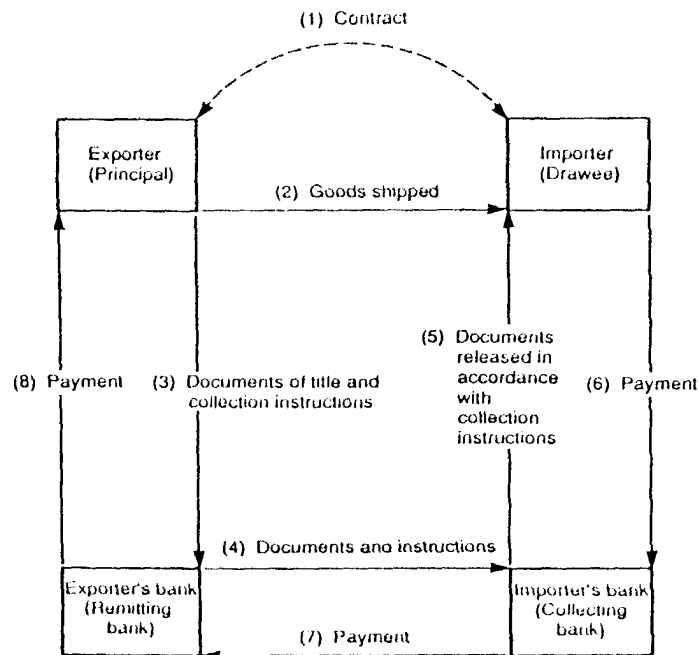 (1) Contract
Exporter
(Principal)
Importer
(Drawee)
(2) Goods shipped
(8) Payment
(3) Documents of title and
collection instructions
(5) Documents
released in
accordance
with
collection
instructions
(6) Payment
(4) Documents and instructions
Exporter's bank
(Remitting
bank)
Importer's bank
(Collecting
bank)
(7) Payment